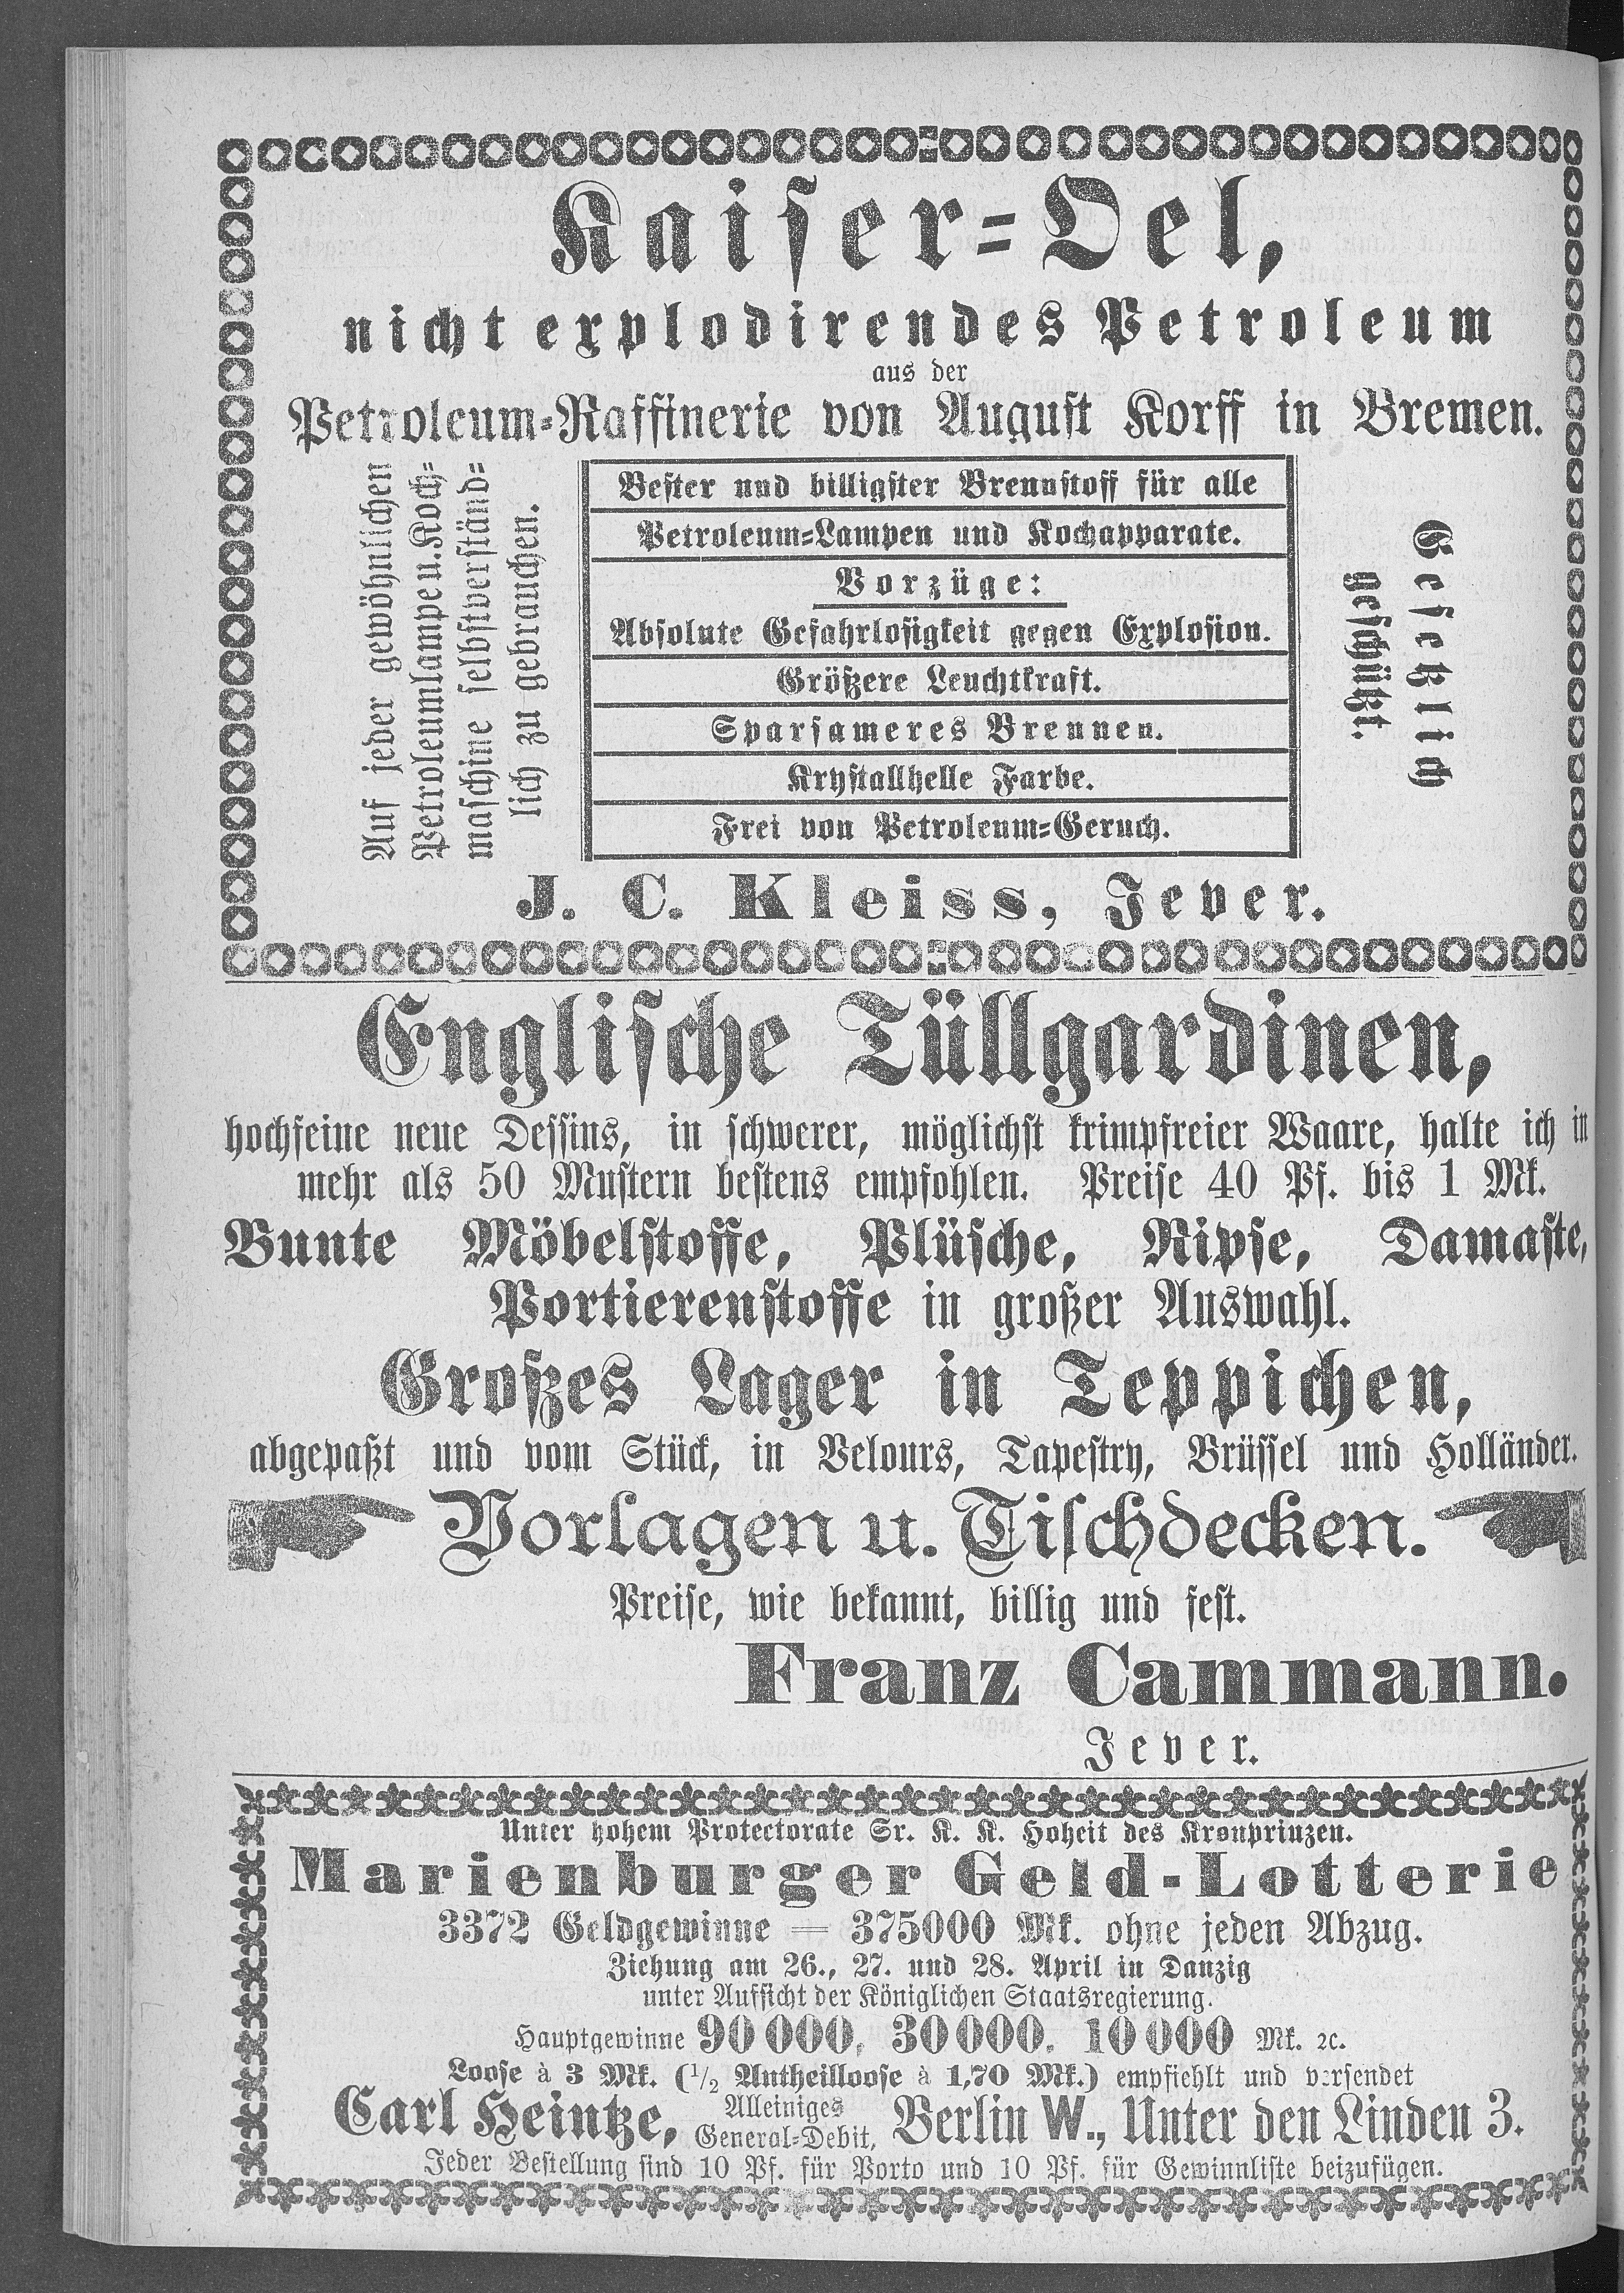 Kaiser-Oel,
nicht explodirendes Petroleum
aus der
Petroleum-Raffinerie von August Korff in Bremen.
Auf jeder gewöhnlichen
Petroleumlampe u. Koch-
maschine selbstverständ-
lich zu gebrauchen.
Bester und billigster Brennstoff für alle
Petroleum-Lampen und Kochapparate.
Vorzüge:
Absolute Gefahrlosigkeit gegen Explosion.
Größere Leuchtkraft.
Sparsameres Brennen.
Krystallhelle Farbe.
Frei von Petroleum-Geruch.
Gesetzlich
geschützt.
J. C. Kleiss, Jever.
Englische Tüllgardinen,
hochfeine neue Dessins, in schwerer, möglichst krimpfreier Waare, halte ich in
mehr als 50 Mustern bestens empfohlen. Preise 40 Pf. bis 1 Mk.
Bunte Möbelstoffe, Plüsche, Ripse, Damaste,
Portierenstoffe in großer Auswahl.
Großes Lager in Teppichen,
abgepaßt und vom Stück, in Velours, Tapestry, Brüssel und Holländer.
Vorlagen u. Tischdecken.
Preise, wie bekannt, billig und fest.
Franz Cammann.
Jever.
Unter hohem Protectorate Sr. K. K. Hoheit des Kronprinzen.
Marienburger Geld-Lotterie
3372 Geldgewinne = 375000 Mk. ohne jeden Abzug.
Ziehung am 26., 27. und 28. April in Danzig
unter Aufsicht der Königlichen Staatsregierung.
Hauptgewinne 90 000, 30 000, 10 000 Mk. ꝛc.
Loose à 3 Mk. (1/2 Antheilloose à 1,70 Mk.) empfiehlt und versendet
Carl Heintze, Alleiniges General-Debit, Berlin W., Unter den Linden 3.
Jeder Bestellung sind 10 Pf. für Porto und 10 Pf. für Gewinnliste beizufügen.